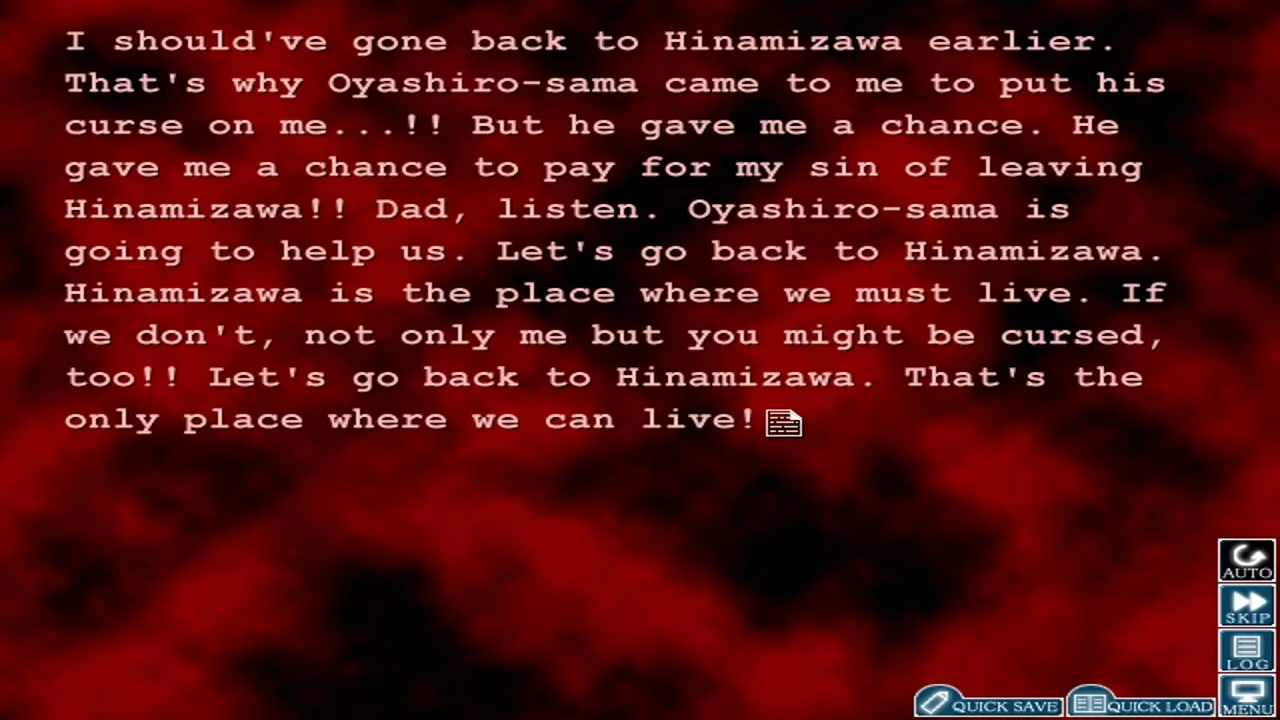 I should've gone back to Hinamizawa earlier.
That's why Oyashiro-sama came to me to put his
curse on me...!! But he gave me a chance. He
gave me a chance to pay for my sin of leaving
Hinamizawa!! Dad, listen. Oyashiro-sama is
going to help us. Let's go back to Hinamizawa.
Hinamizawa is the place where we must live. If
we don't, not only me but you might be cursed,
too!! Let's go back to Hinamizawa. That's the
only place where we can live!
AUTO
SKIP
LOG
QUICK SAVE QUICK LOAD MENU